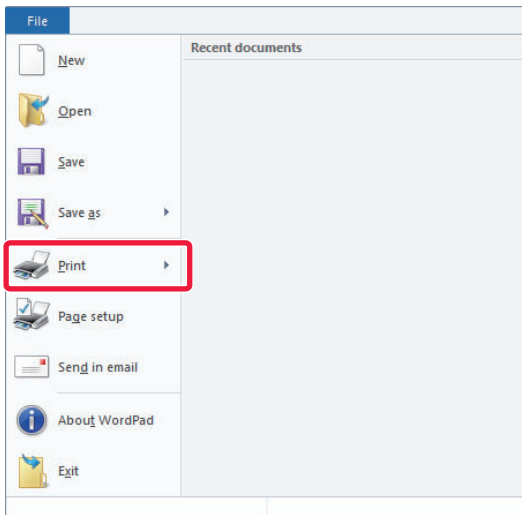 File
Recent documents
New
Open
Save
Save as
Print
Page setup
Send in email
About WordPad
Exit